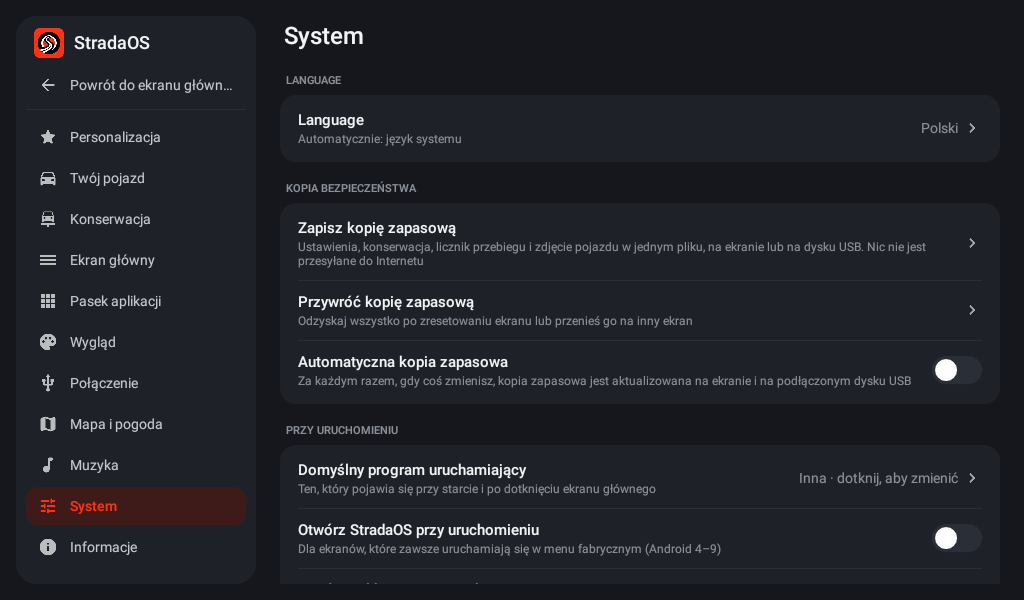 StradaOS
Powrót do ekranu główn...
Personalizacja
Twój pojazd
Konserwacja
Ekran główny
Pasek aplikacji
Wygląd
Połączenie
Mapa i pogoda
Muzyka
System
Informacje
System
LANGUAGE
Language
Automatycznie: język systemu
Polski
KOPIA BEZPIECZEŃSTWA
Zapisz kopię zapasową
Ustawienia, konserwacja, licznik przebiegu i zdjęcie pojazdu w jednym pliku, na ekranie lub na dysku USB. Nic nie jest
przesyłane do Internetu
Przywróć kopię zapasową
Odzyskaj wszystko po zresetowaniu ekranu lub przenieś go na inny ekran
Automatyczna kopia zapasowa
Za każdym razem, gdy coś zmienisz, kopia zapasowa jest aktualizowana na ekranie i na podłączonym dysku USB
PRZY URUCHOMIENIU
Domyślny program uruchamiający
Ten, który pojawia się przy starcie i po dotknięciu ekranu głównego
Inna · dotknij, aby zmienić
Otwórz StradaOS przy uruchomieniu
Dla ekranów, które zawsze uruchamiają się w menu fabrycznym (Android 4–9)